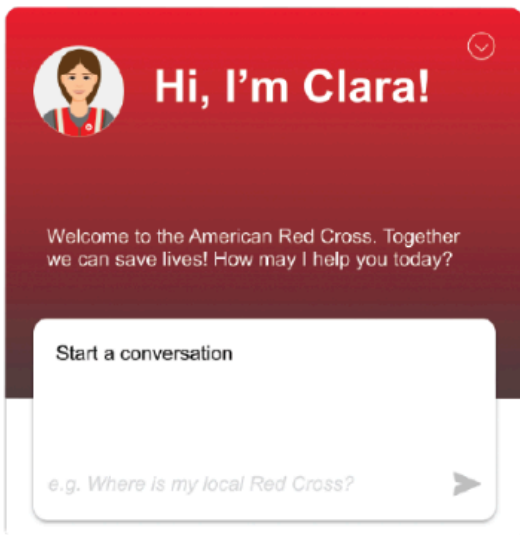 Hi, I'm Clara!
Welcome to the American Red Cross. Together
we can save lives! How may I help you today?
Start a conversation
e.g. Where is my local Red Cross?